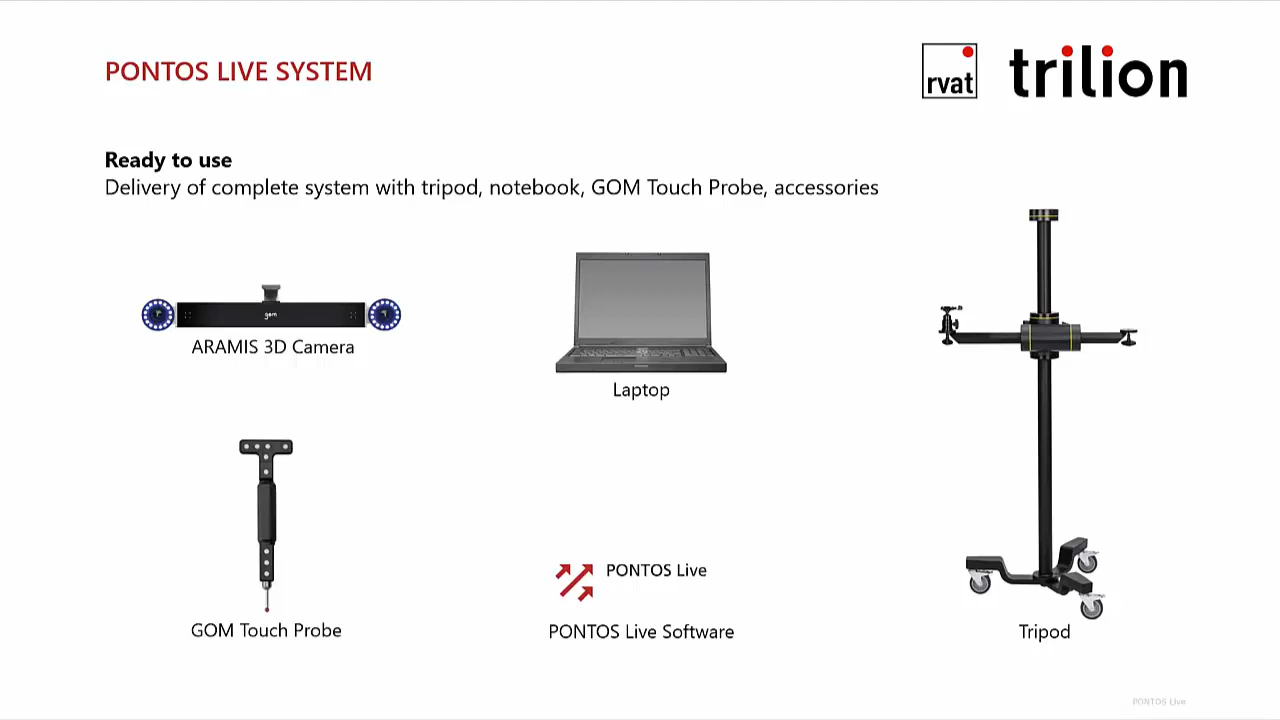 PONTOS LIVE SYSTEM
rvat
trilion
Ready to use
Delivery of complete system with tripod, notebook, GOM Touch Probe, accessories
gom
ARAMIS 3D Camera
Laptop
GOM Touch Probe
PONTOS Live
PONTOS Live Software
Tripod
PONTOS Live